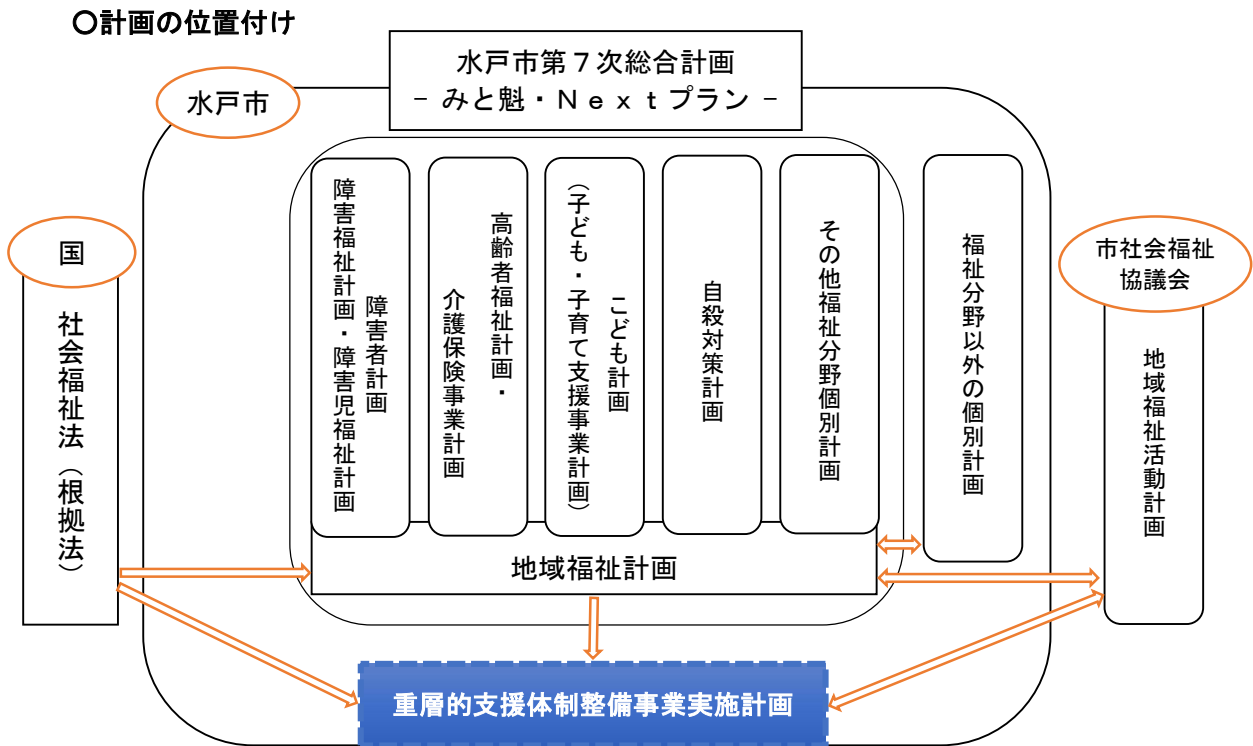 〇計画の位置付け
水戸市第7次総合計画
－ みと魁・Ｎｅｘｔプラン －
水戸市
国
社会福祉法（根拠法）
障害者計画
障害福祉計画・障害児福祉計画
高齢者福祉計画・
介護保険事業計画
こども計画
（子ども・子育て支援事業計画）
自殺対策計画
その他福祉分野個別計画
福祉分野以外の個別計画
市社会福祉
協議会
地域福祉活動計画
地域福祉計画
重層的支援体制整備事業実施計画